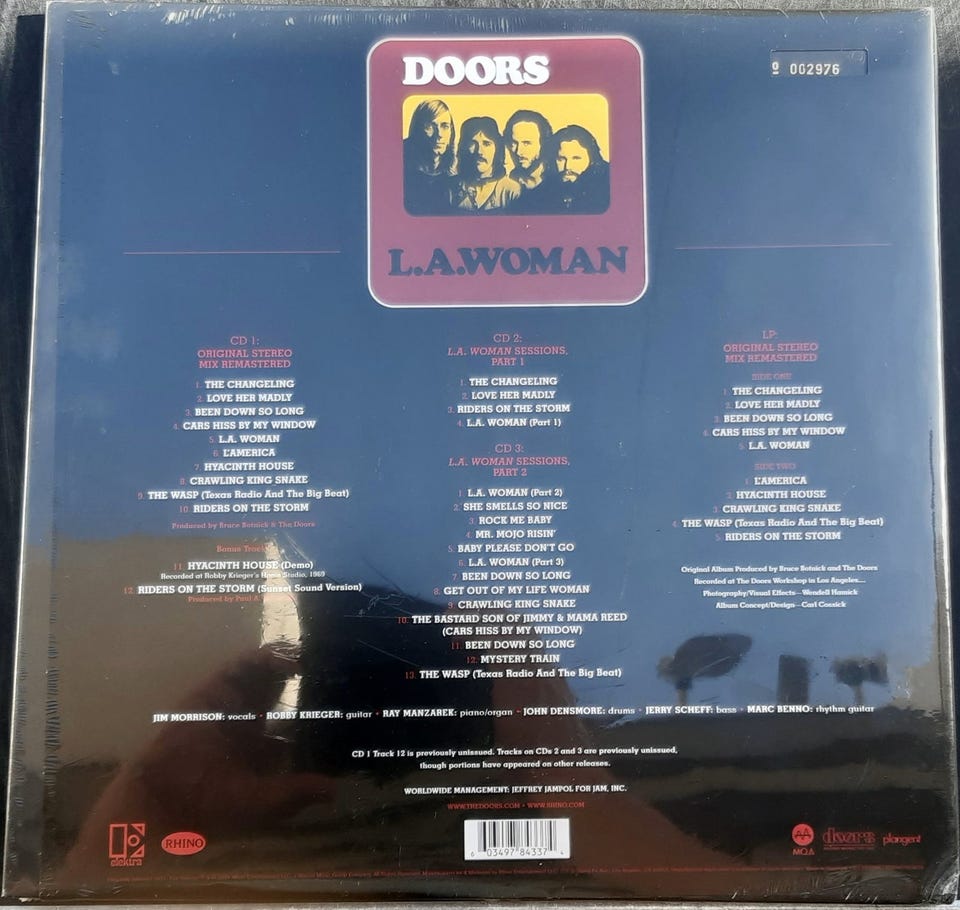 DOORS
L.A.WOMAN
º 002976
CD 1:
ORIGINAL STEREO
MIX REMASTERED
1. THE CHANGELING
2. LOVE HER MADLY
3. BEEN DOWN SO LONG
4. CARS HISS BY MY WINDOW
5. L.A. WOMAN
6. L'AMERICA
7. HYACINTH HOUSE
8. CRAWLING KING SNAKE
9. THE WASP (Texas Radio And The Big Beat)
10. RIDERS ON THE STORM
Produced by Bruce Botnick & The Doors
Bonus Tracks
11. HYACINTH HOUSE (Demo)
Recorded at Robby Krieger's Home Studio, 1969
12. RIDERS ON THE STORM (Sunset Sound Version)
Produced by Paul A.
CD 2:
L.A. WOMAN SESSIONS,
PART 1
1. THE CHANGELING
2. LOVE HER MADLY
3. RIDERS ON THE STORM
4. L.A. WOMAN (Part 1)
CD 3:
L.A. WOMAN SESSIONS,
PART 2
1. L.A. WOMAN (Part 2)
2. SHE SMELLS SO NICE
3. ROCK ME BABY
4. MR. MOJO RISIN'
5. BABY PLEASE DON'T GO
6. L.A. WOMAN (Part 3)
7. BEEN DOWN SO LONG
8. GET OUT OF MY LIFE WOMAN
9. CRAWLING KING SNAKE
10. THE BASTARD SON OF JIMMY & MAMA REED
(CARS HISS BY MY WINDOW)
11. BEEN DOWN SO LONG
12. MYSTERY TRAIN
13. THE WASP (Texas Radio And The Big Beat)
LP:
ORIGINAL STEREO
MIX REMASTERED
SIDE ONE
1. THE CHANGELING
2. LOVE HER MADLY
3. BEEN DOWN SO LONG
4. CARS HISS BY MY WINDOW
5. L.A. WOMAN
SIDE TWO
1. L'AMERICA
2. HYACINTH HOUSE
3. CRAWLING KING SNAKE
4. THE WASP (Texas Radio And The Big Beat)
5. RIDERS ON THE STORM
Original Album Produced by Bruce Botnick and The Doors
Recorded at The Doors Workshop in Los Angeles....
Photography/Visual Effects—Wendell Hamick
Album Concept/Design—Carl Cossick
JIM MORRISON: vocals • ROBBY KRIEGER: guitar • RAY MANZAREK: piano/organ • JOHN DENSMORE: drums • JERRY SCHEFF: bass • MARC BENNO: rhythm guitar
CD 1 Track 12 is previously unissued. Tracks on CDs 2 and 3 are previously unissued,
though portions have appeared on other releases.
WORLDWIDE MANAGEMENT: JEFFREY JAMPOL FOR JAM, INC.
WWW.THEDOORS.COM • WWW.RHINO.COM
elektra
RHINO
6 03497 84337 4
MQA
doors
plangent